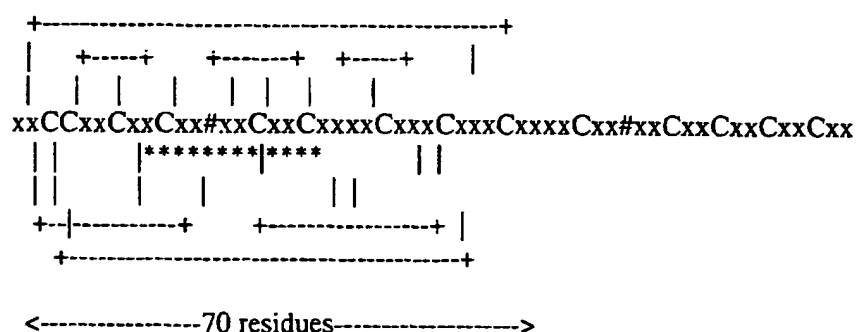 +---------------------------------------------+
| +-----+ +-------+ +-----+ |
| | | | | | | |
xxCCxxCxxCxx#xxCxxCxxxxCxxxCxxxCxxxxCxx#xxCxxCxxCxxCxx
|| |********|**** ||
|| | | ||
+--|-----------+ +----------------+ |
+---------------------------------------+
<-----------------70 residues------------------->